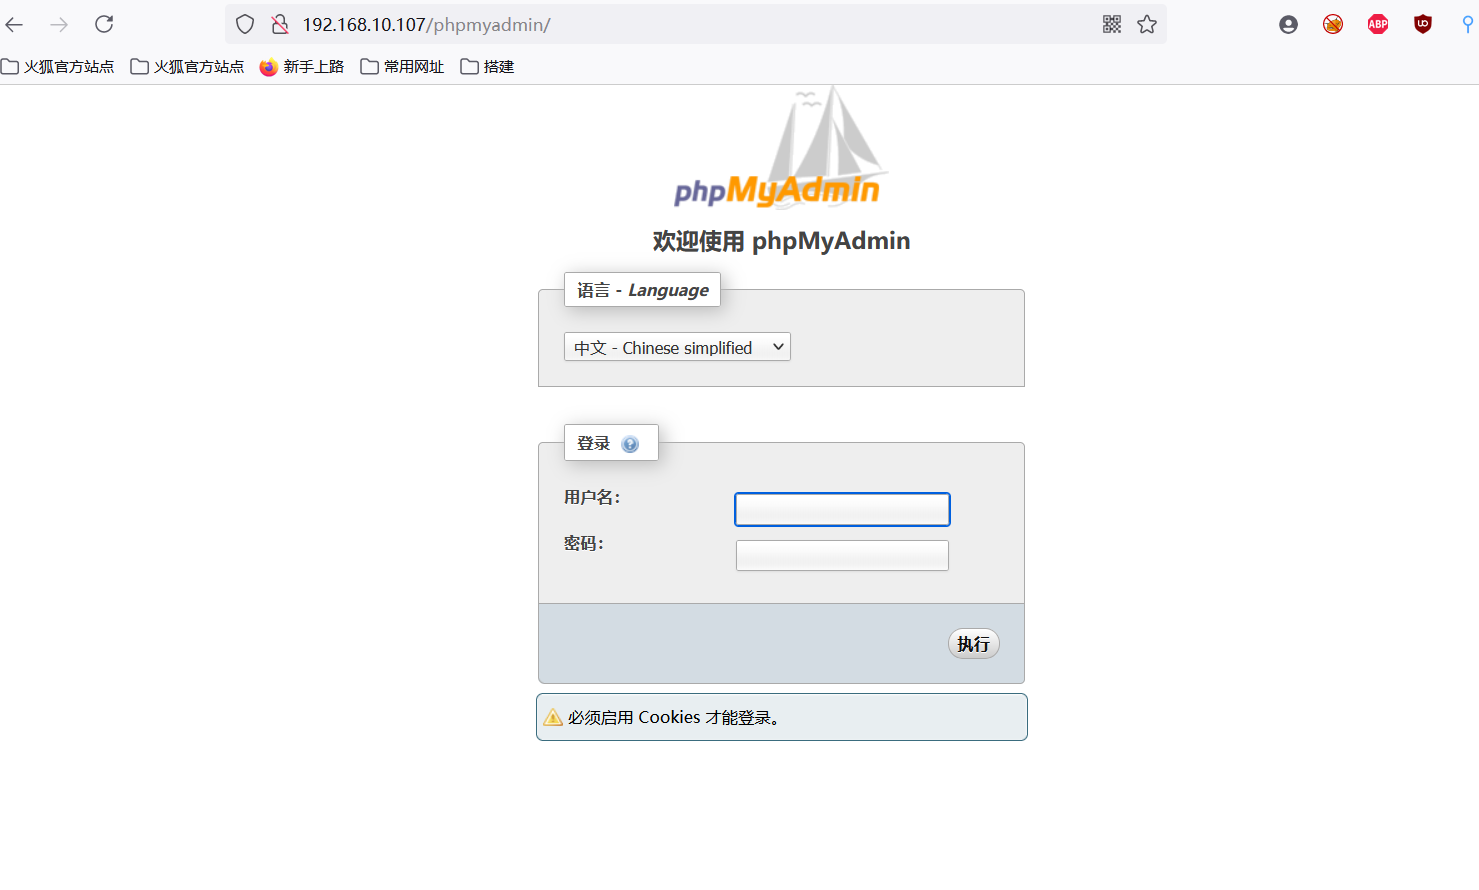 192.168.10.107/phpmyadmin/
ABP
火狐官方站点 火狐官方站点 新手上路 常用网址 搭建
phpMyAdmin
欢迎使用 phpMyAdmin
语言 - Language
中文 - Chinese simplified
登录
用户名：
密码：
执行
必须启用 Cookies 才能登录。